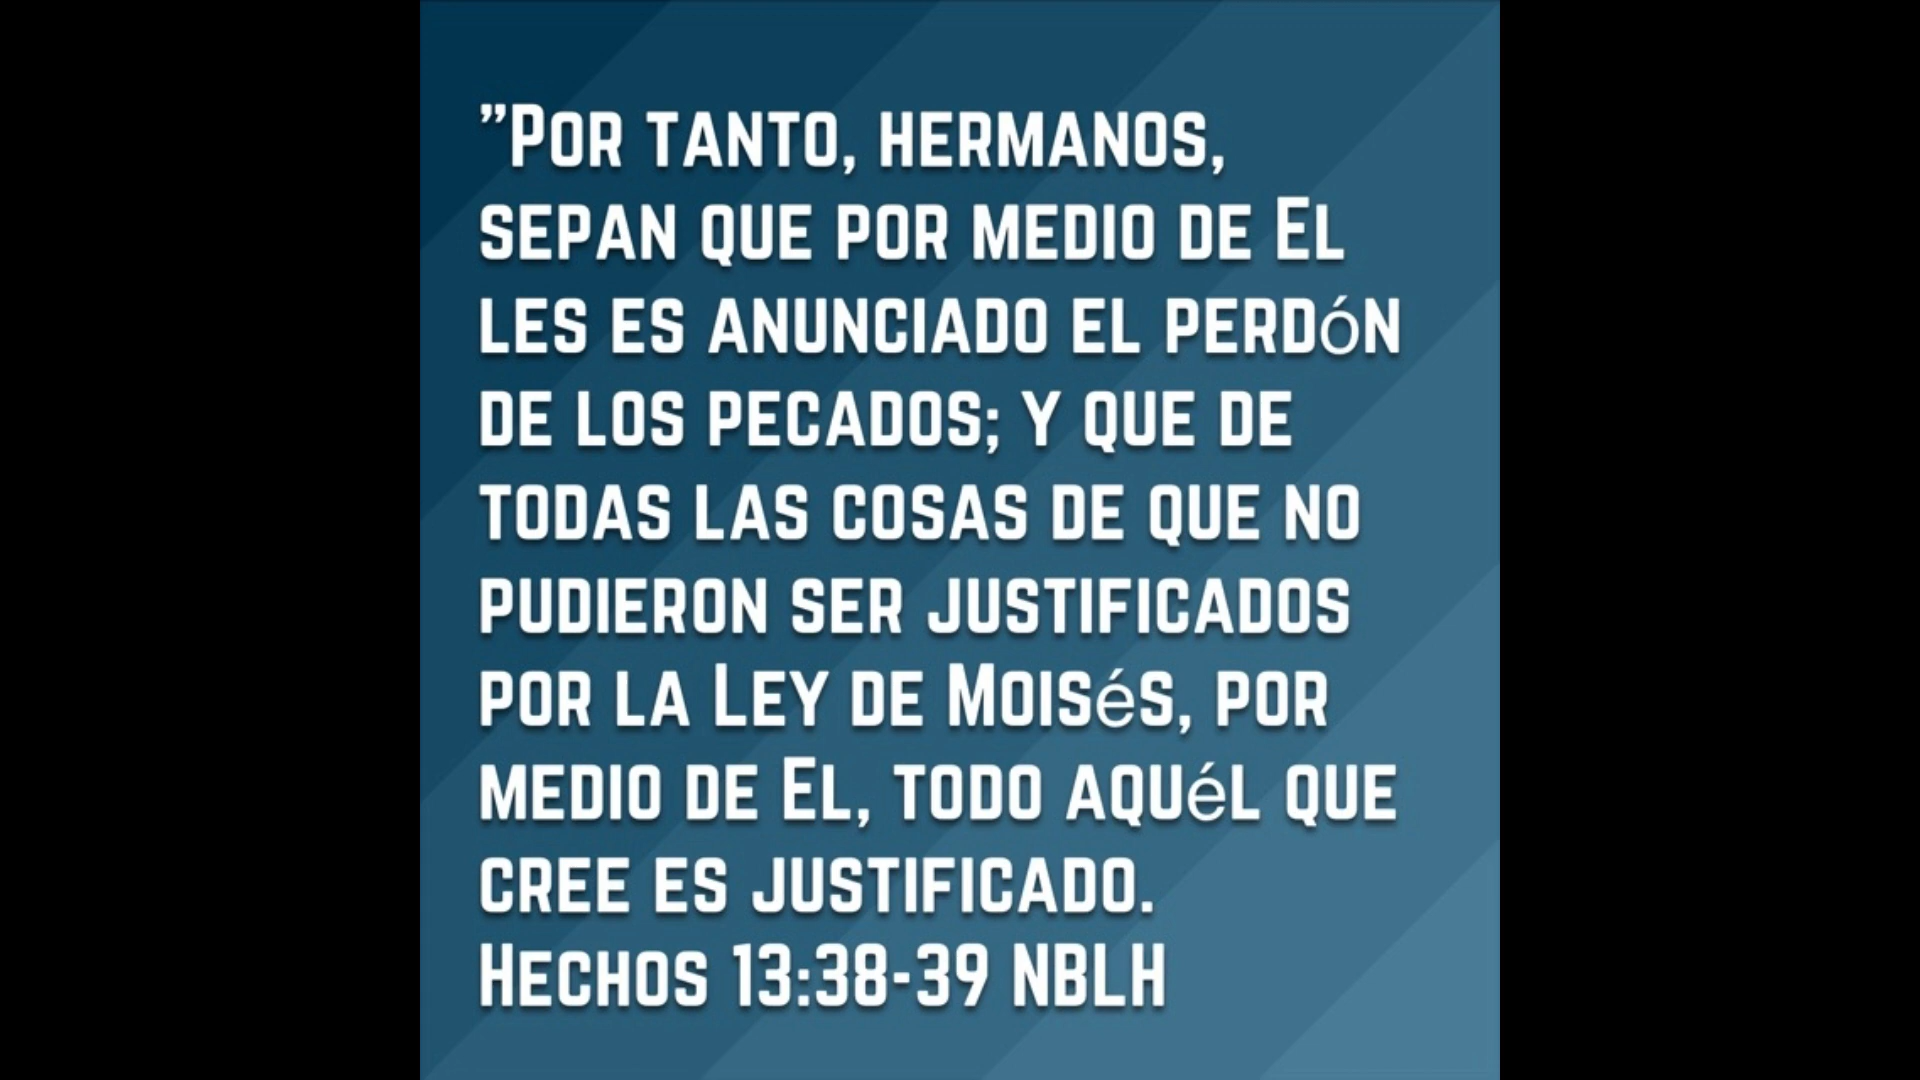 ”Por tanto, hermanos,
sepan que por medio de El
les es anunciado el perdón
de los pecados; y que de
todas las cosas de que no
pudieron ser justificados
por la Ley de Moisés, por
medio de El, todo aquél que
cree es justificado.
Hechos 13:38-39 NBLH